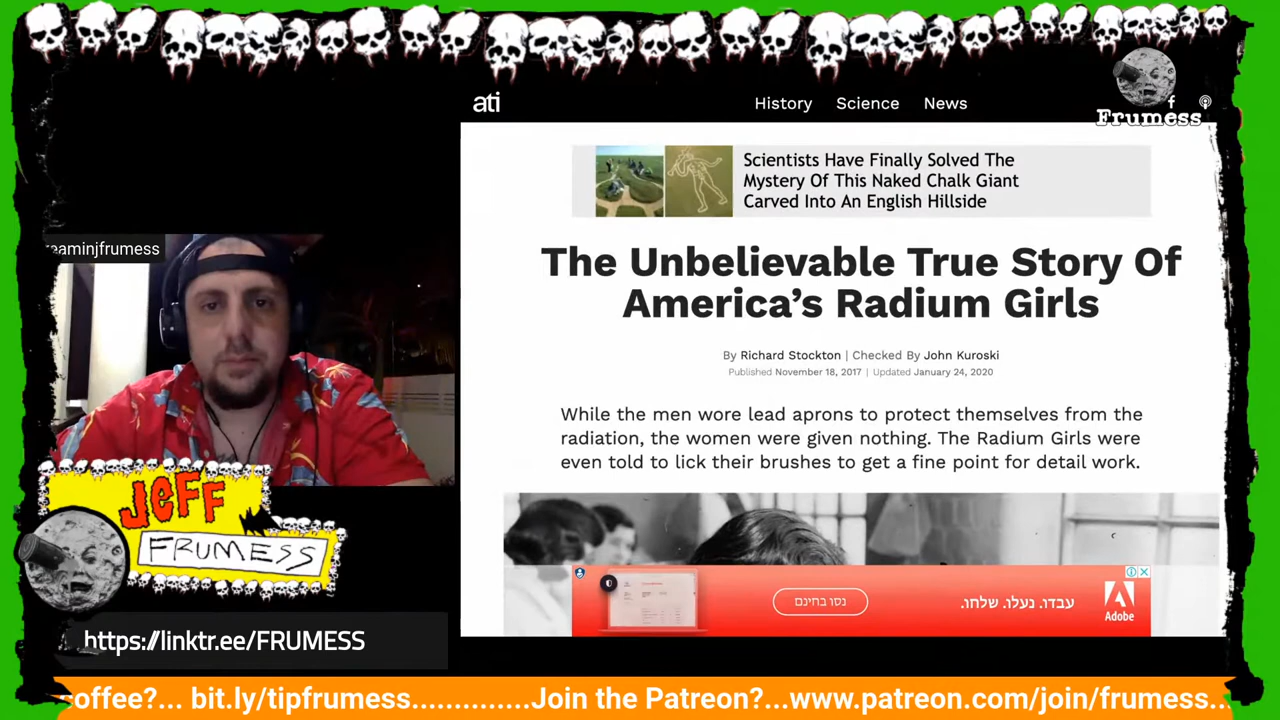 ati
History Science News
Frumess
Scientists Have Finally Solved The
Mystery Of This Naked Chalk Giant
Carved Into An English Hillside
eaminjfrumess
The Unbelievable True Story Of
America's Radium Girls
By Richard Stockton | Checked By John Kuroski
Published November 18, 2017 | Updated January 24, 2020
While the men wore lead aprons to protect themselves from the
radiation, the women were given nothing. The Radium Girls were
even told to lick their brushes to get a fine point for detail work.
JEFF
FRUMESS
נסו בחינם
עבדו. נעלו. שלחו.
Adobe
https://linktr.ee/FRUMESS
offee?... bit.ly/tipfrumess..............Join the Patreon?...www.patreon.com/join/frumess...